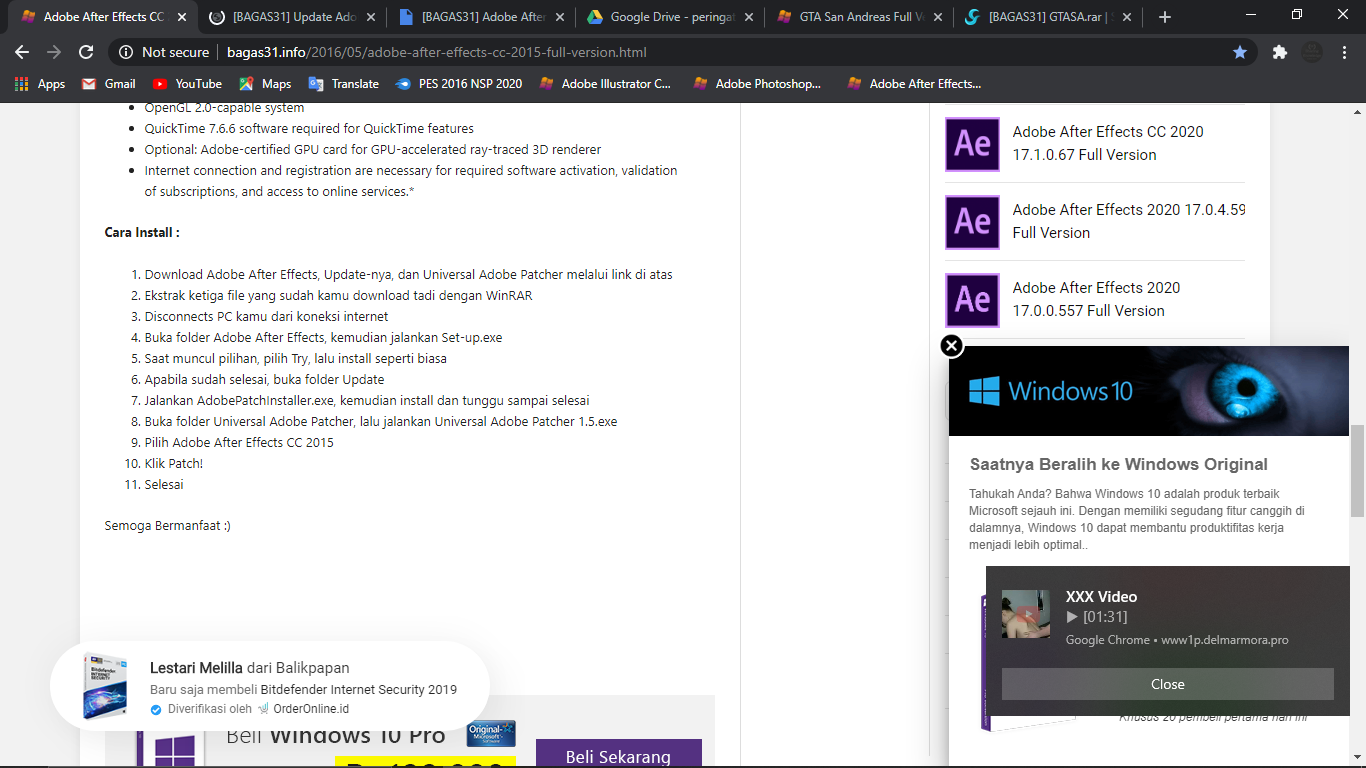 Adobe After Effects CC
[BAGAS31] Update Ado
[BAGAS31] Adobe After
Google Drive - peringat
GTA San Andreas Full V
[BAGAS31] GTASA.rar | S
Not secure | bagas31.info/2016/05/adobe-after-effects-cc-2015-full-version.html
Apps
Gmail
YouTube
Maps
Translate
PES 2016 NSP 2020
Adobe Illustrator C...
Adobe Photoshop...
Adobe After Effects...
OpenGL 2.0-capable system
QuickTime 7.6.6 software required for QuickTime features
Optional: Adobe-certified GPU card for GPU-accelerated ray-traced 3D renderer
Internet connection and registration are necessary for required software activation, validation
of subscriptions, and access to online services.*
Cara Install :
1. Download Adobe After Effects, Update-nya, dan Universal Adobe Patcher melalui link di atas
2. Ekstrak ketiga file yang sudah kamu download tadi dengan WinRAR
3. Disconnects PC kamu dari koneksi internet
4. Buka folder Adobe After Effects, kemudian jalankan Set-up.exe
5. Saat muncul pilihan, pilih Try, lalu install seperti biasa
6. Apabila sudah selesai, buka folder Update
7. Jalankan AdobePatchInstaller.exe, kemudian install dan tunggu sampai selesai
8. Buka folder Universal Adobe Patcher, lalu jalankan Universal Adobe Patcher 1.5.exe
9. Pilih Adobe After Effects CC 2015
10. Klik Patch!
11. Selesai
Semoga Bermanfaat :)
Lestari Melilla dari Balikpapan
Baru saja membeli Bitdefender Internet Security 2019
Diverifikasi oleh OrderOnline.id
Bitdefender
INTERNET
SECURITY
Beli Windows 10 Pro
Original
Microsoft
Software
Beli Sekarang
Ae
Adobe After Effects CC 2020
17.1.0.67 Full Version
Ae
Adobe After Effects 2020 17.0.4.59
Full Version
Ae
Adobe After Effects 2020
17.0.0.557 Full Version
Windows 10
Saatnya Beralih ke Windows Original
Tahukah Anda? Bahwa Windows 10 adalah produk terbaik
Microsoft sejauh ini. Dengan memiliki segudang fitur canggih di
dalamnya, Windows 10 dapat membantu produktifitas kerja
menjadi lebih optimal..
XXX Video
[01:31]
Google Chrome • www1p.delmarmora.pro
Close
Khusus 20 pembeli pertama hari ini